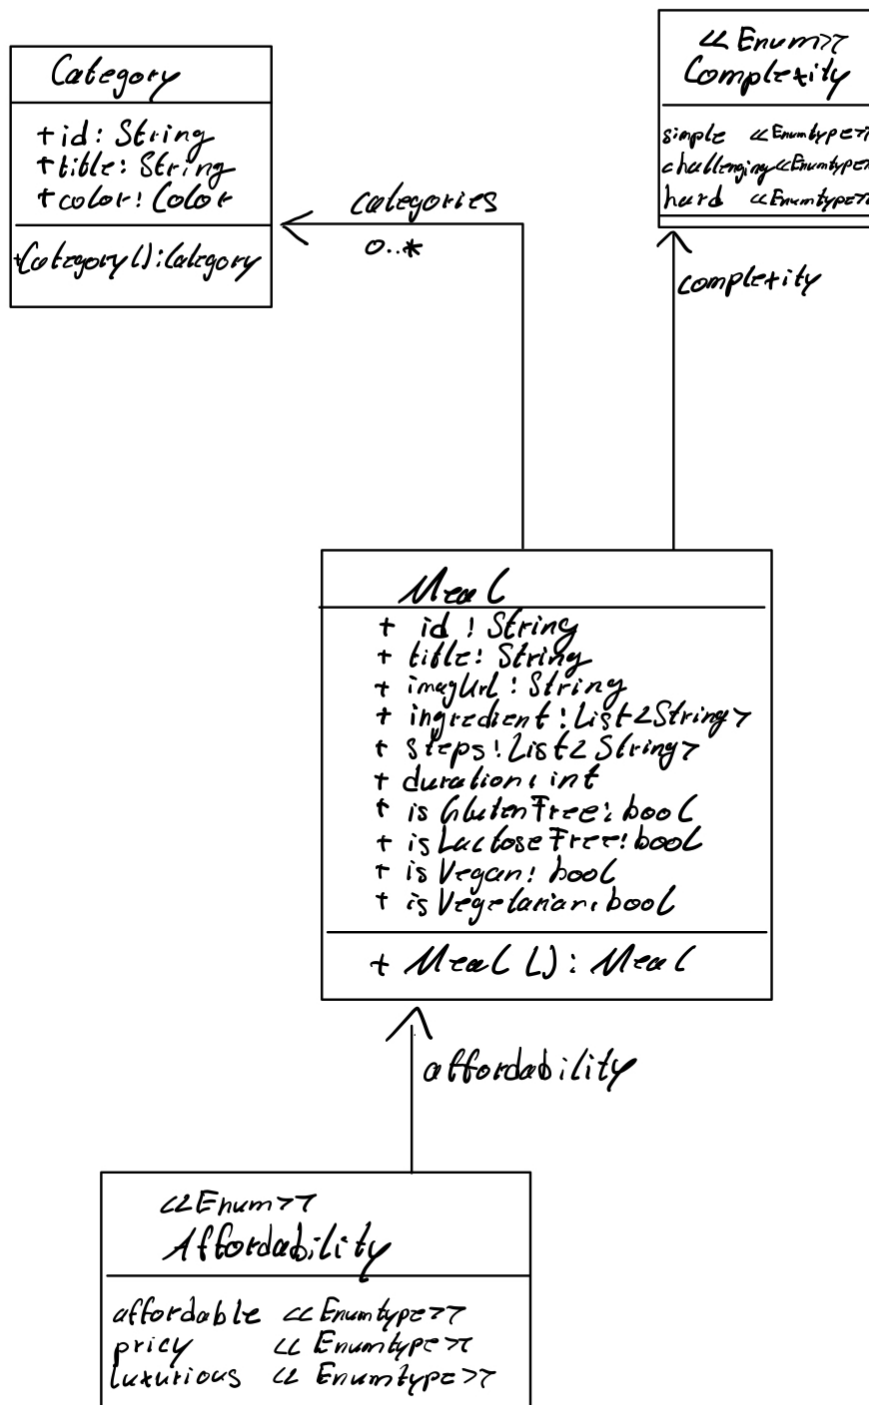 Category
+id: String
+title: String
+color: Color
+Category(): Category
categories
0..*
<<Enum>>
Complexity
simple <<Enumtype>>
challenging <<Enumtype>>
hard <<Enumtype>>
complexity
Meal
+ id: String
+ title: String
+ imagUrl: String
+ ingredient: List<String>
+ steps: List<String>
+ duration: int
+ isGlutenFree: bool
+ isLactoseFree: bool
+ isVegan: bool
+ isVegetarian: bool
+ Meal(): Meal
affordability
<<Enum>>
Affordability
affordable <<Enumtype>>
pricy <<Enumtype>>
luxurious <<Enumtype>>